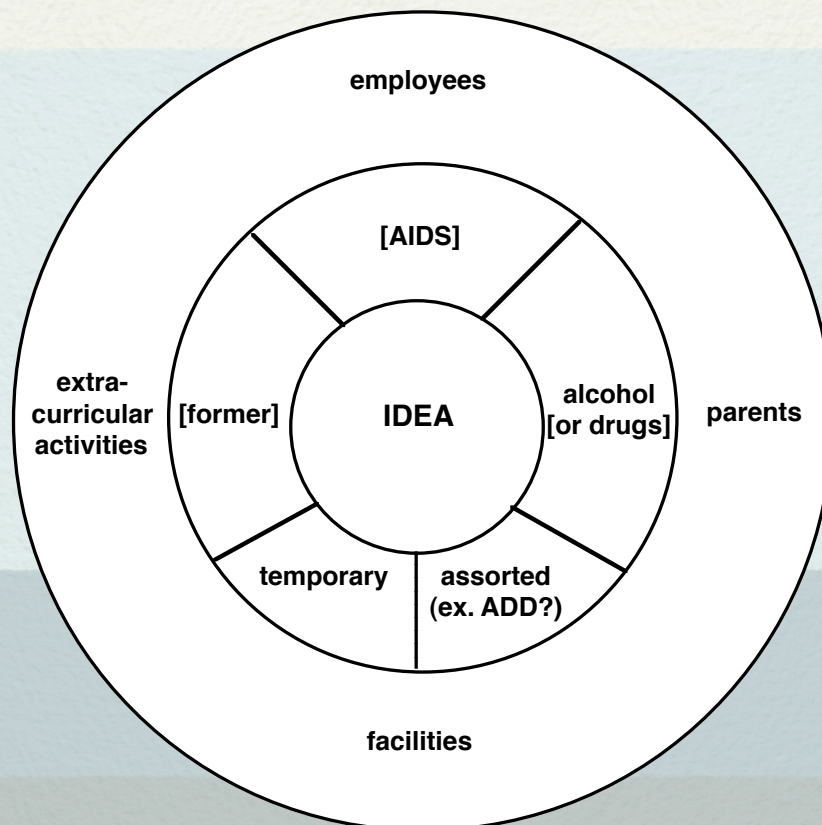 employees
[AIDS]
extra-
curricular
activities
[former]
IDEA
alcohol
[or drugs]
parents
temporary
assorted
(ex. ADD?)
facilities